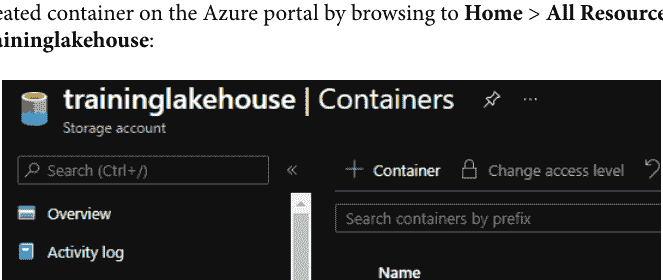 eated container on the Azure portal by browsing to Home > All Resource
aininglakehouse:
traininglakehouse | Containers
Storage account
Search (Ctrl+/)
«
+ Container
Change access level
Search containers by prefix
Overview
Activity log
Name